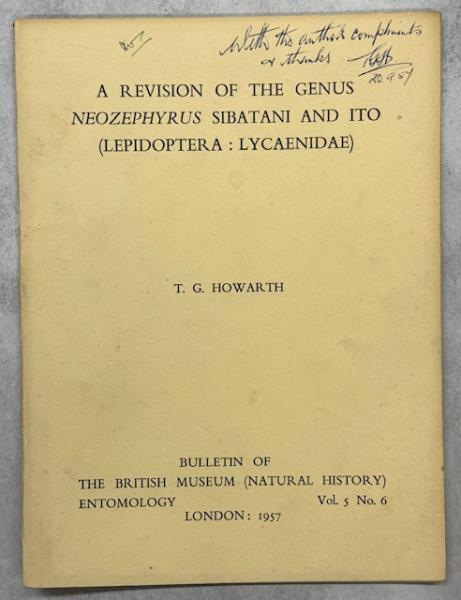 With the author's compliments
& thanks
20.9.57
A REVISION OF THE GENUS
NEOZEPHYRUS SIBATANI AND ITO
(LEPIDOPTERA : LYCAENIDAE)
T. G. HOWARTH
BULLETIN OF
THE BRITISH MUSEUM (NATURAL HISTORY)
ENTOMOLOGY Vol. 5 No. 6
LONDON : 1957